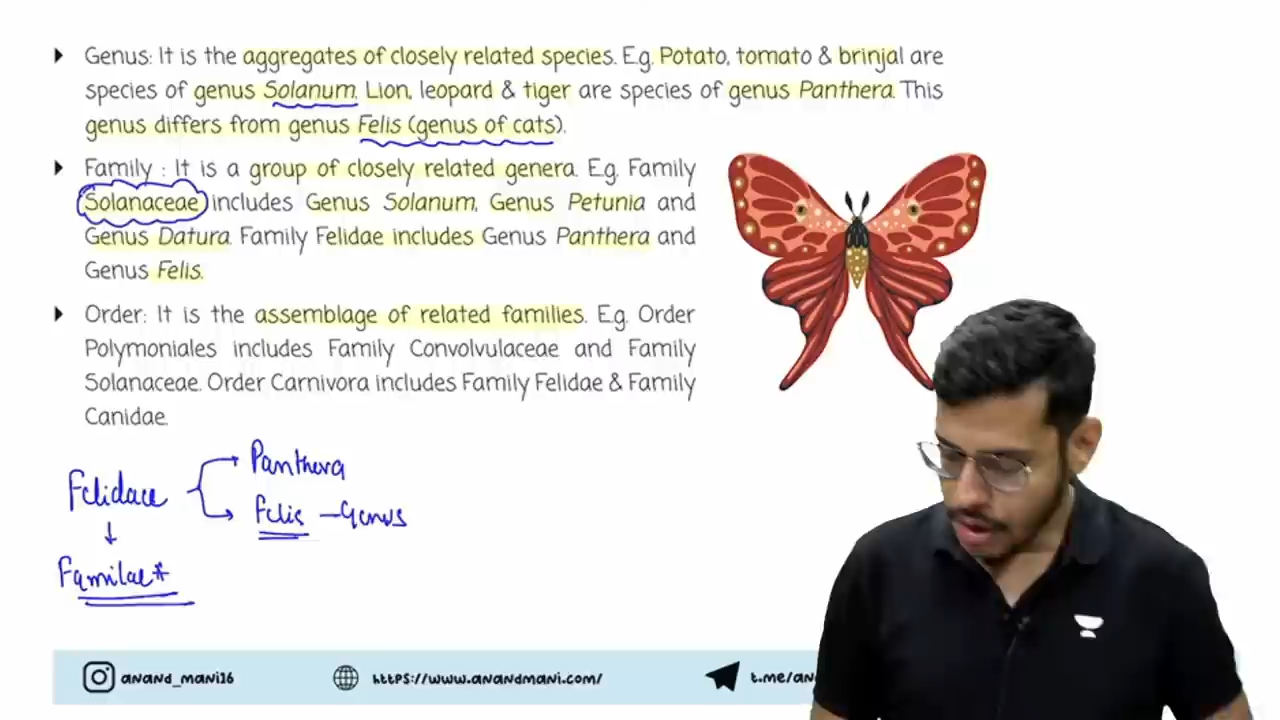 Genus: It is the aggregates of closely related species. E.g. Potato, tomato & brinjal are
species of genus Solanum. Lion, leopard & tiger are species of genus Panthera. This
genus differs from genus Felis (genus of cats).
Family : It is a group of closely related genera. E.g. Family
Solanaceae includes Genus Solanum, Genus Petunia and
Genus Datura. Family Felidae includes Genus Panthera and
Genus Felis.
Order: It is the assemblage of related families. E.g. Order
Polymoniales includes Family Convolvulaceae and Family
Solanaceae. Order Carnivora includes Family Felidae & Family
Canidae.
Panthera
Felidace
Felis - Genus
Familae*
anand_mani16
https://www.anandmani.com/
t.me/an